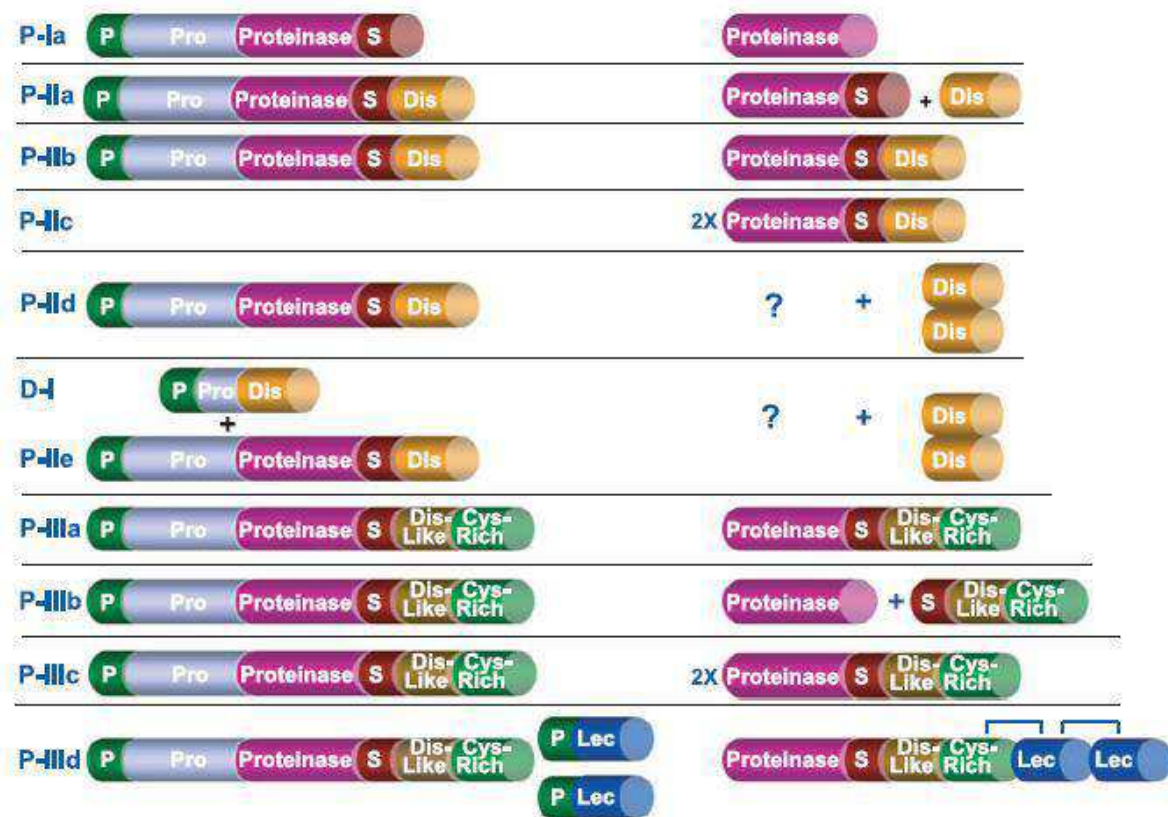 P-Ia P Pro Proteinase S Proteinase
P-IIa P Pro Proteinase S Dis Proteinase S + Dis
P-IIb P Pro Proteinase S Dis Proteinase S Dis
P-IIc 2X Proteinase S Dis
P-IId P Pro Proteinase S Dis ? + Dis
Dis
D-I P Pro Dis
+
? + Dis
Dis
P-IIe P Pro Proteinase S Dis
P-IIIa P Pro Proteinase S Dis-Like Cys-Rich Proteinase S Dis-Like Cys-Rich
P-IIIb P Pro Proteinase S Dis-Like Cys-Rich Proteinase + S Dis-Like Cys-Rich
P-IIIc P Pro Proteinase S Dis-Like Cys-Rich 2X Proteinase S Dis-Like Cys-Rich
P-IIId P Pro Proteinase S Dis-Like Cys-Rich P Lec Proteinase S Dis-Like Cys-Rich Lec Lec
P Lec